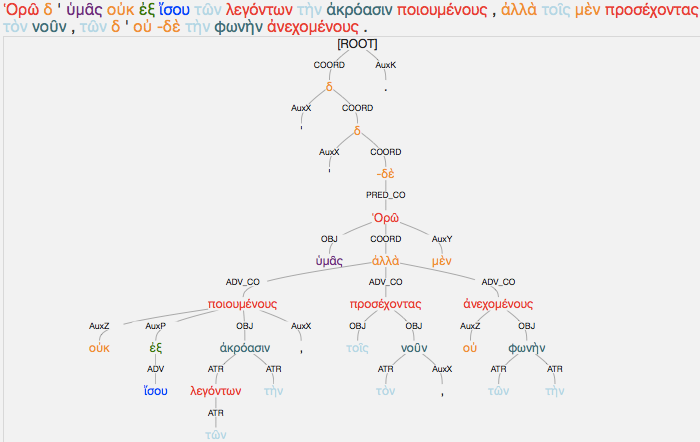 Ὁρῶ δ ' ὑμᾶς οὐκ ἐξ ἴσου τῶν λεγόντων τὴν ἀκρόασιν ποιουμένους , ἀλλὰ τοῖς μὲν προσέχοντας
τὸν νοῦν , τῶν δ ' οὐ -δὲ τὴν φωνὴν ἀνεχομένους .
[ROOT]
COORD AuxK
δ .
AuxX COORD
' δ
AuxX COORD
' -δὲ
PRED_CO
Ὁρῶ
OBJ COORD AuxY
ὑμᾶς ἀλλὰ μὲν
ADV_CO ADV_CO ADV_CO
ποιουμένους προσέχοντας ἀνεχομένους
AuxZ AuxP OBJ AuxX OBJ OBJ AuxZ OBJ
οὐκ ἐξ ἀκρόασιν , τοῖς νοῦν οὐ φωνὴν
ADV ATR ATR ATR AuxX ATR ATR
ἴσου λεγόντων τὴν τὸν , τῶν τὴν
ATR
τῶν